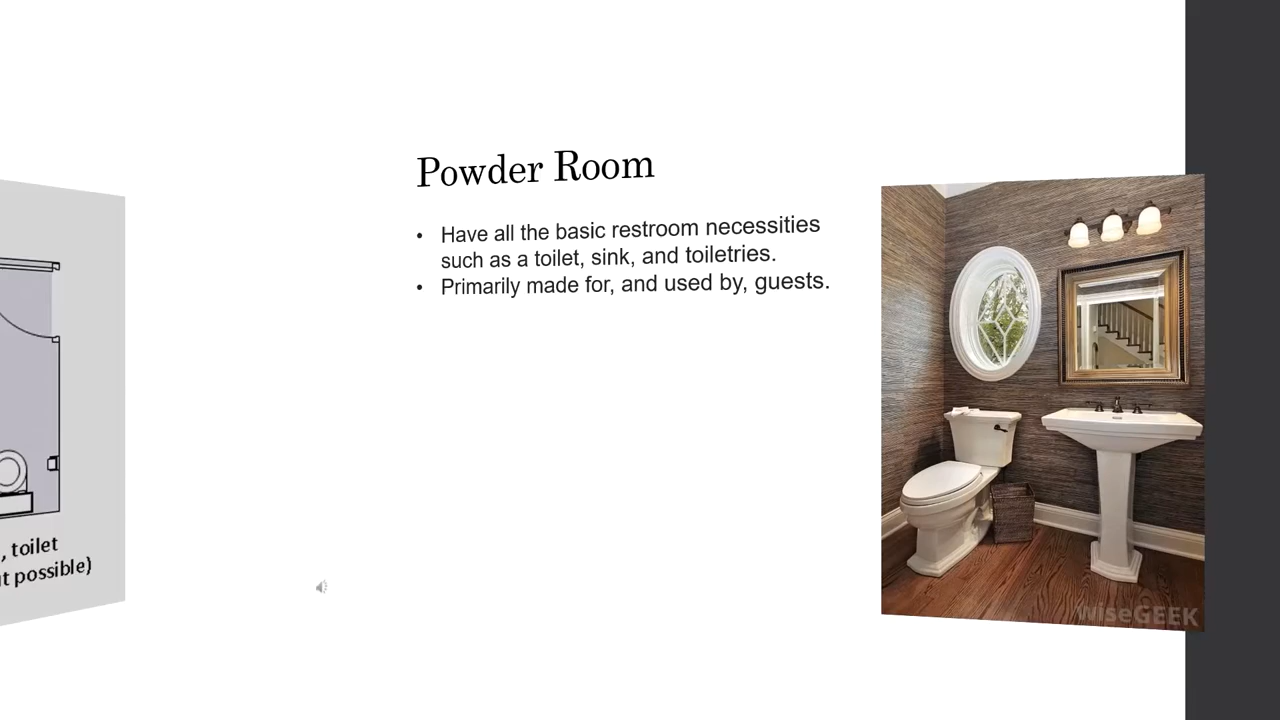 Powder Room
• Have all the basic restroom necessities
such as a toilet, sink, and toiletries.
• Primarily made for, and used by, guests.
, toilet
t possible)
wiseGEEK